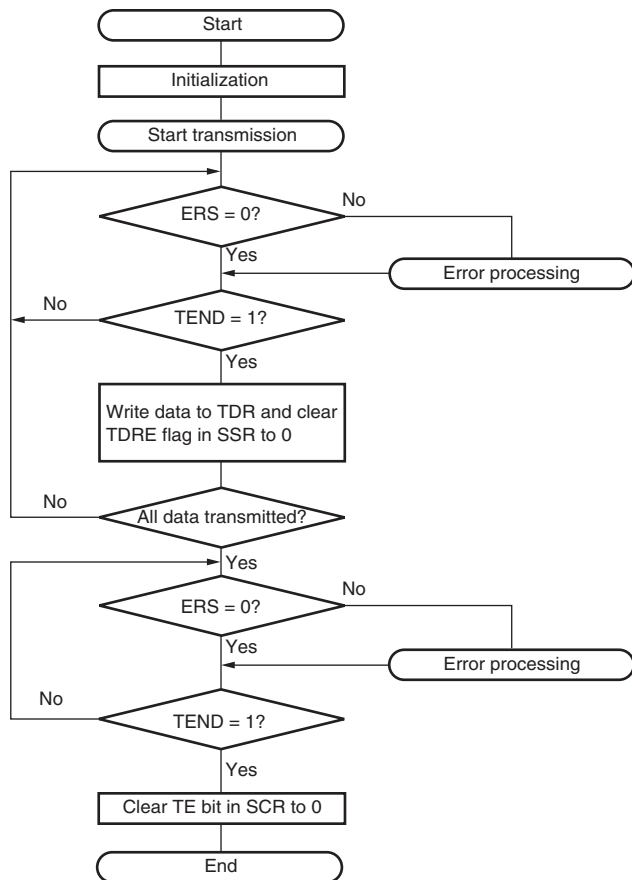 Start
Initialization
Start transmission
ERS = 0?
No
Yes
Error processing
No
TEND = 1?
Yes
Write data to TDR and clear
TDRE flag in SSR to 0
No
All data transmitted?
Yes
ERS = 0?
No
Yes
Error processing
No
TEND = 1?
Yes
Clear TE bit in SCR to 0
End